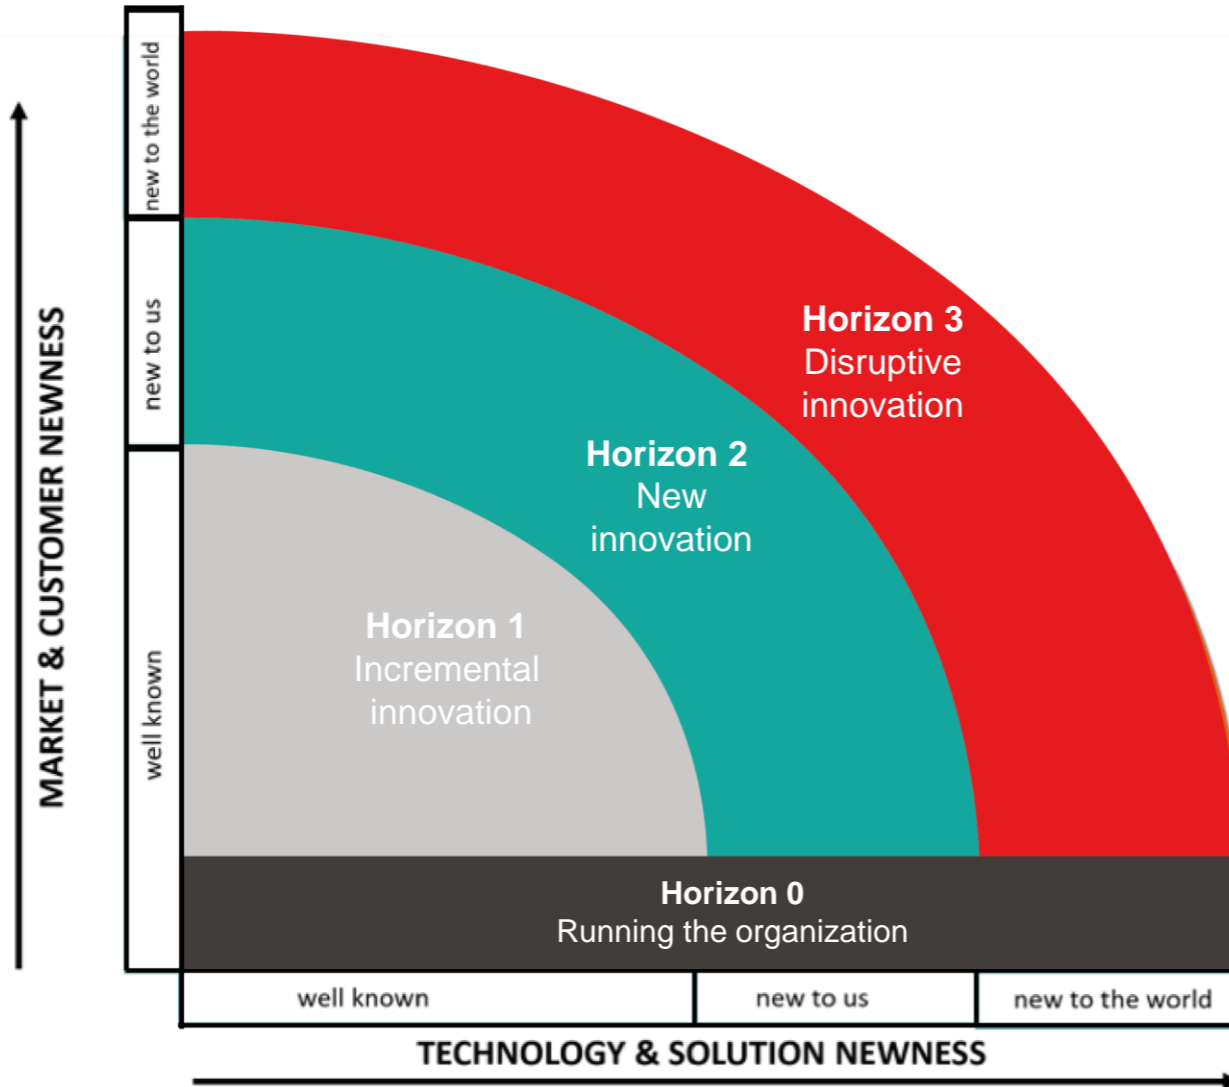 MARKET & CUSTOMER NEWNESS
new to the world
new to us
well known
Horizon 3
Disruptive
innovation
Horizon 2
New
innovation
Horizon 1
Incremental
innovation
Horizon 0
Running the organization
well known
new to us
new to the world
TECHNOLOGY & SOLUTION NEWNESS